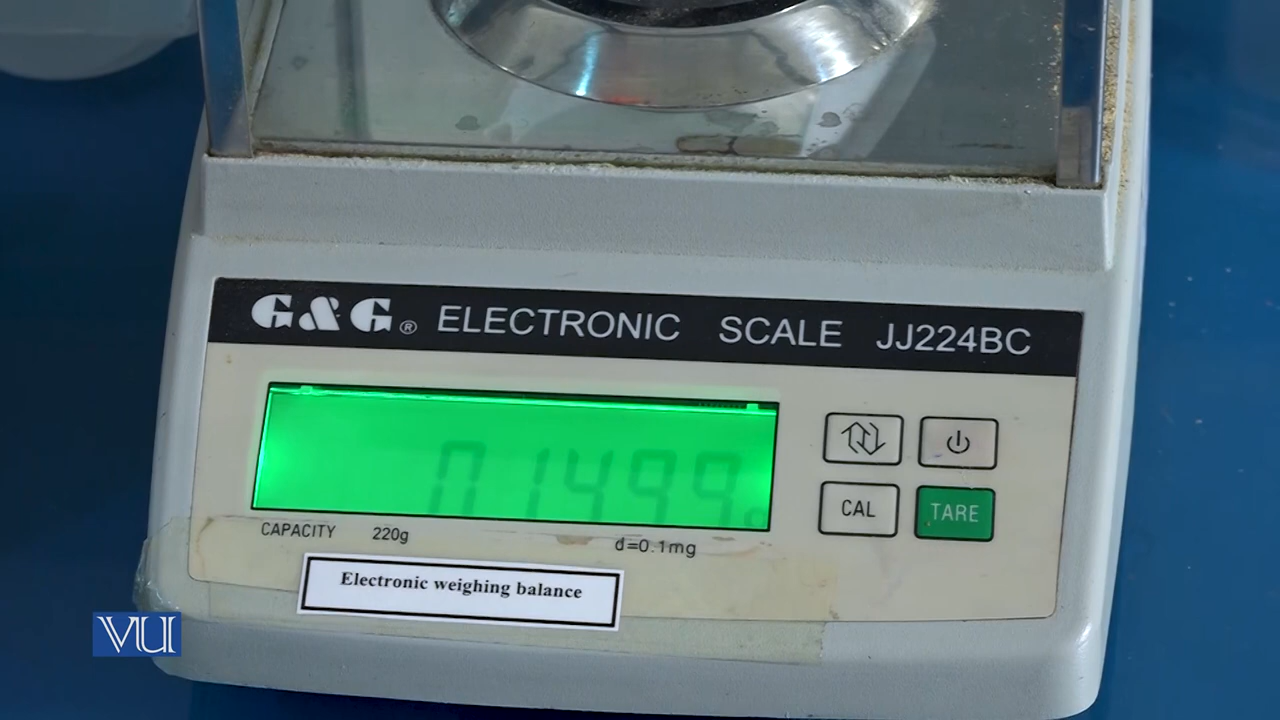 G&G® ELECTRONIC SCALE JJ224BC
0.1499
CAL
TARE
CAPACITY 220g d=0.1mg
Electronic weighing balance
VU